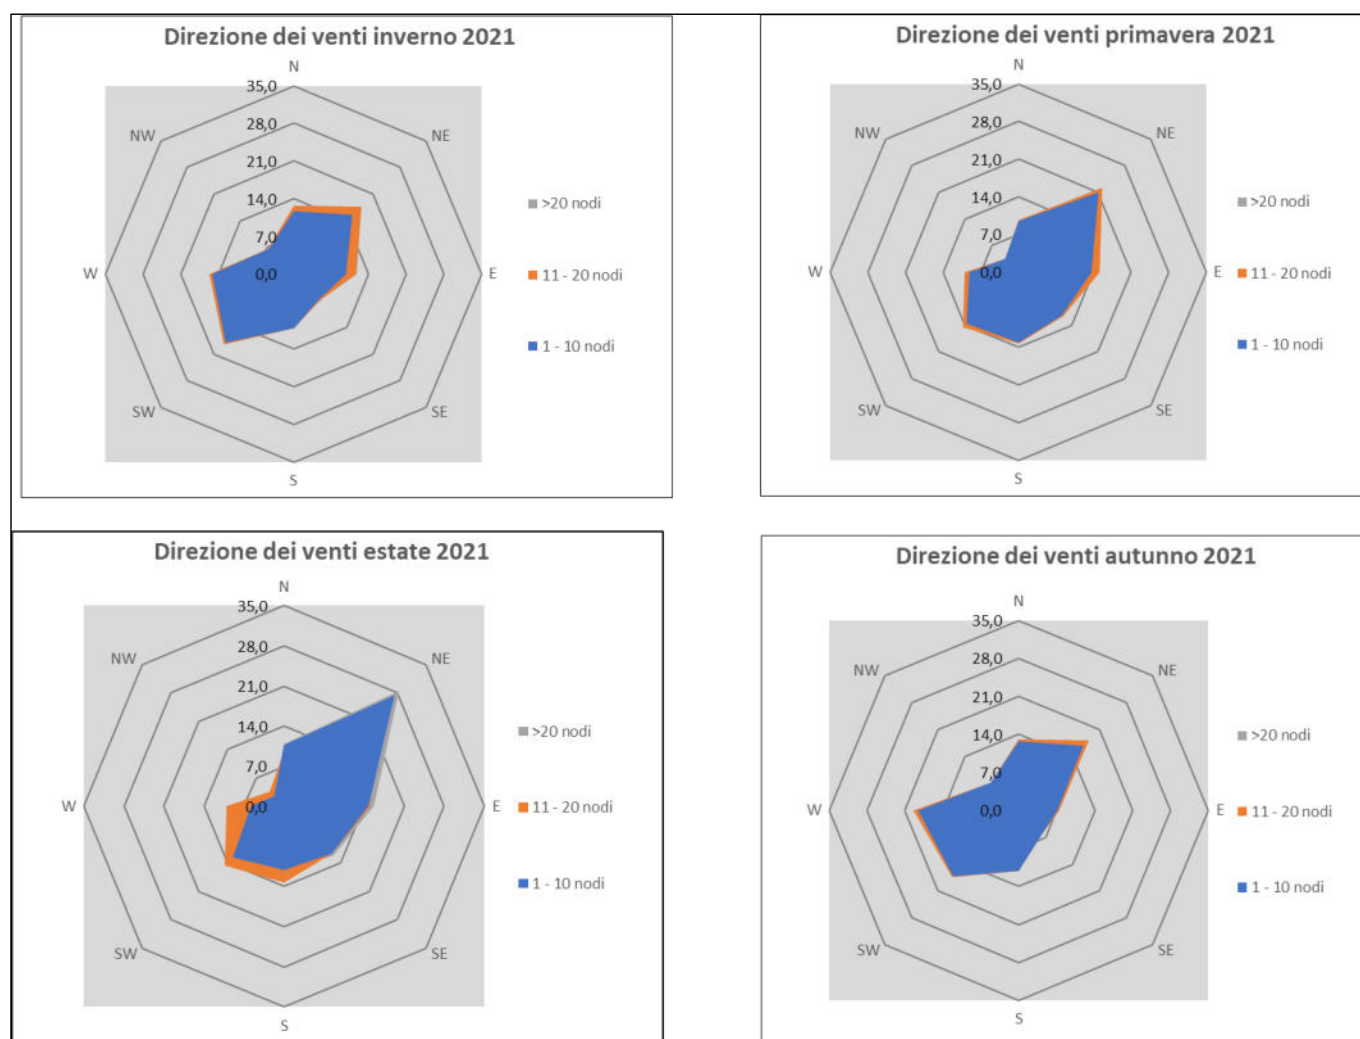 Direzione dei venti inverno 2021
N
35,0
NW
28,0
NE
21,0
14,0
7,0
W
0,0
E
SW
SE
S
>20 nodi
11 - 20 nodi
1 - 10 nodi
Direzione dei venti primavera 2021
N
35,0
NW
28,0
NE
21,0
14,0
7,0
W
0,0
E
SW
SE
S
>20 nodi
11 - 20 nodi
1 - 10 nodi
Direzione dei venti estate 2021
N
35,0
NW
28,0
NE
21,0
14,0
7,0
W
0,0
E
SW
SE
S
>20 nodi
11 - 20 nodi
1 - 10 nodi
Direzione dei venti autunno 2021
N
35,0
NW
28,0
NE
21,0
14,0
7,0
W
0,0
E
SW
SE
S
>20 nodi
11 - 20 nodi
1 - 10 nodi